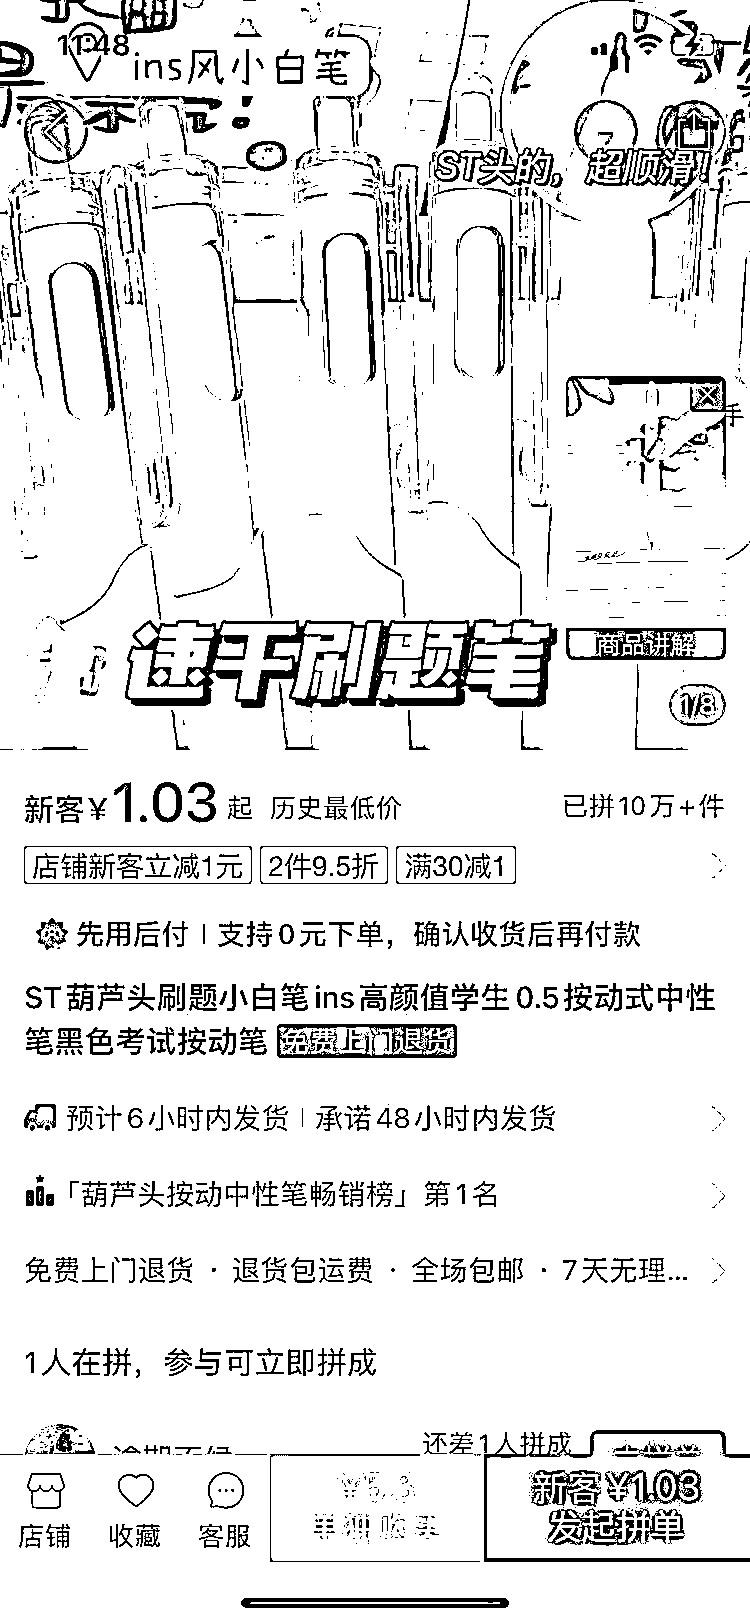 11:48
ins风小白笔
ST头的，超顺滑!
手
速干刷题笔
商品讲解
1/8
新客¥1.03起 历史最低价 已拼10万+件
店铺新客立减1元 2件9.5折 满30减1
先用后付 | 支持0元下单，确认收货后再付款
ST葫芦头刷题小白笔ins高颜值学生0.5按动式中性
笔黑色考试按动笔 免费上门退货
预计6小时内发货 | 承诺48小时内发货
「葫芦头按动中性笔畅销榜」第1名
免费上门退货 · 退货包运费 · 全场包邮 · 7天无理...
1人在拼，参与可立即拼成
还差1人拼成
店铺 收藏 客服 单独购买
新客¥1.03
发起拼单